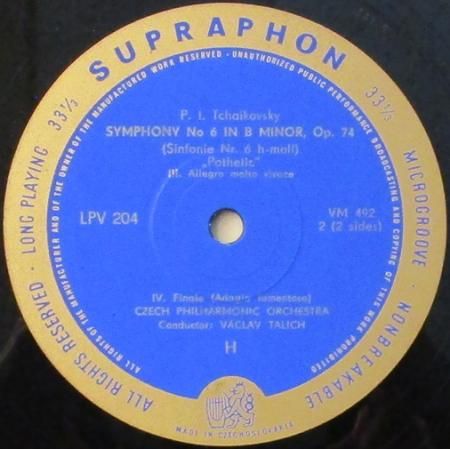 SUPRAPHON
LONG PLAYING 33⅓
33⅓ MICROGROOVE · NONBREAKABLE
ALL RIGHTS RESERVED ·
ALL RIGHTS OF THE MANUFACTURER AND OF THE OWNER OF THE MANUFACTURED WORK RESERVED · UNAUTHORIZED PUBLIC PERFORMANCE BROADCASTING AND COPYING OF THIS WORK PROHIBITED
P. I. Tchaikovsky
SYMPHONY No 6 IN B MINOR, Op. 74
(Sinfonie Nr. 6 h-moll)
„Pathetic"
III. Allegro molto vivace
LPV 204
VM 492
2 (2 sides)
IV. Finale (Adagio lamentoso)
CZECH PHILHARMONIC ORCHESTRA
Conductor: VÁCLAV TALICH
H
MADE IN CZECHOSLOVAKIA